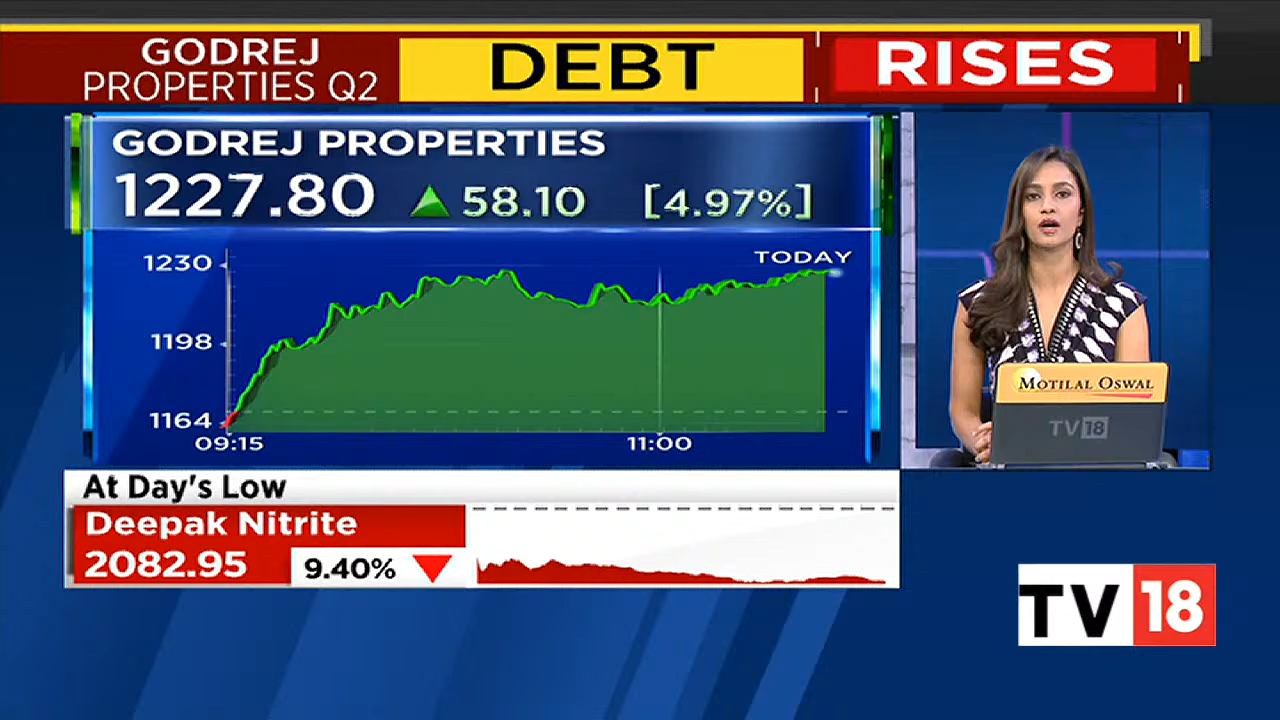 GODREJ
PROPERTIES Q2
DEBT
RISES
GODREJ PROPERTIES
1227.80 ▲ 58.10 [4.97%]
TODAY
1230
1198
1164
09:15 11:00
MOTILAL OSWAL
TV18
At Day's Low
Deepak Nitrite
2082.95 9.40% ▼
TV18